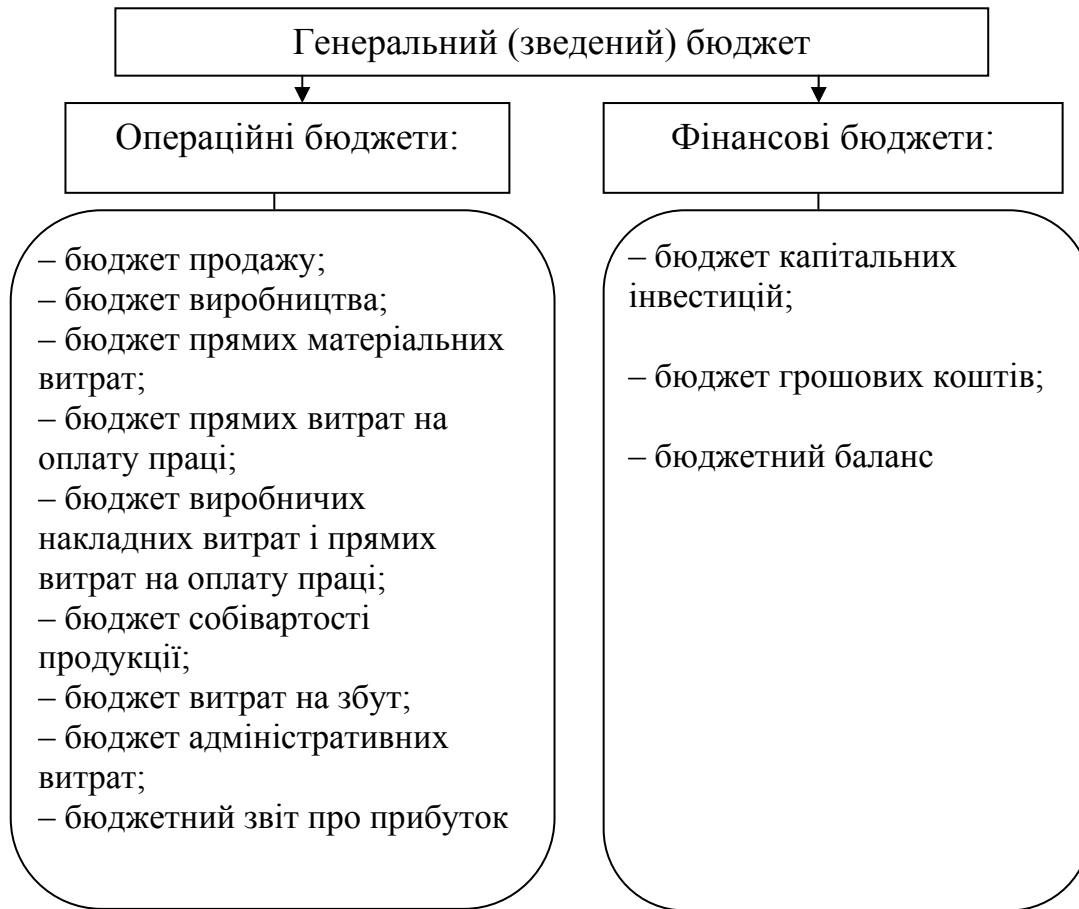 Генеральний (зведений) бюджет
Операційні бюджети:
– бюджет продажу;
– бюджет виробництва;
– бюджет прямих матеріальних
витрат;
– бюджет прямих витрат на
оплату праці;
– бюджет виробничих
накладних витрат і прямих
витрат на оплату праці;
– бюджет собівартості
продукції;
– бюджет витрат на збут;
– бюджет адміністративних
витрат;
– бюджетний звіт про прибуток
Фінансові бюджети:
– бюджет капітальних
інвестицій;
– бюджет грошових коштів;
– бюджетний баланс